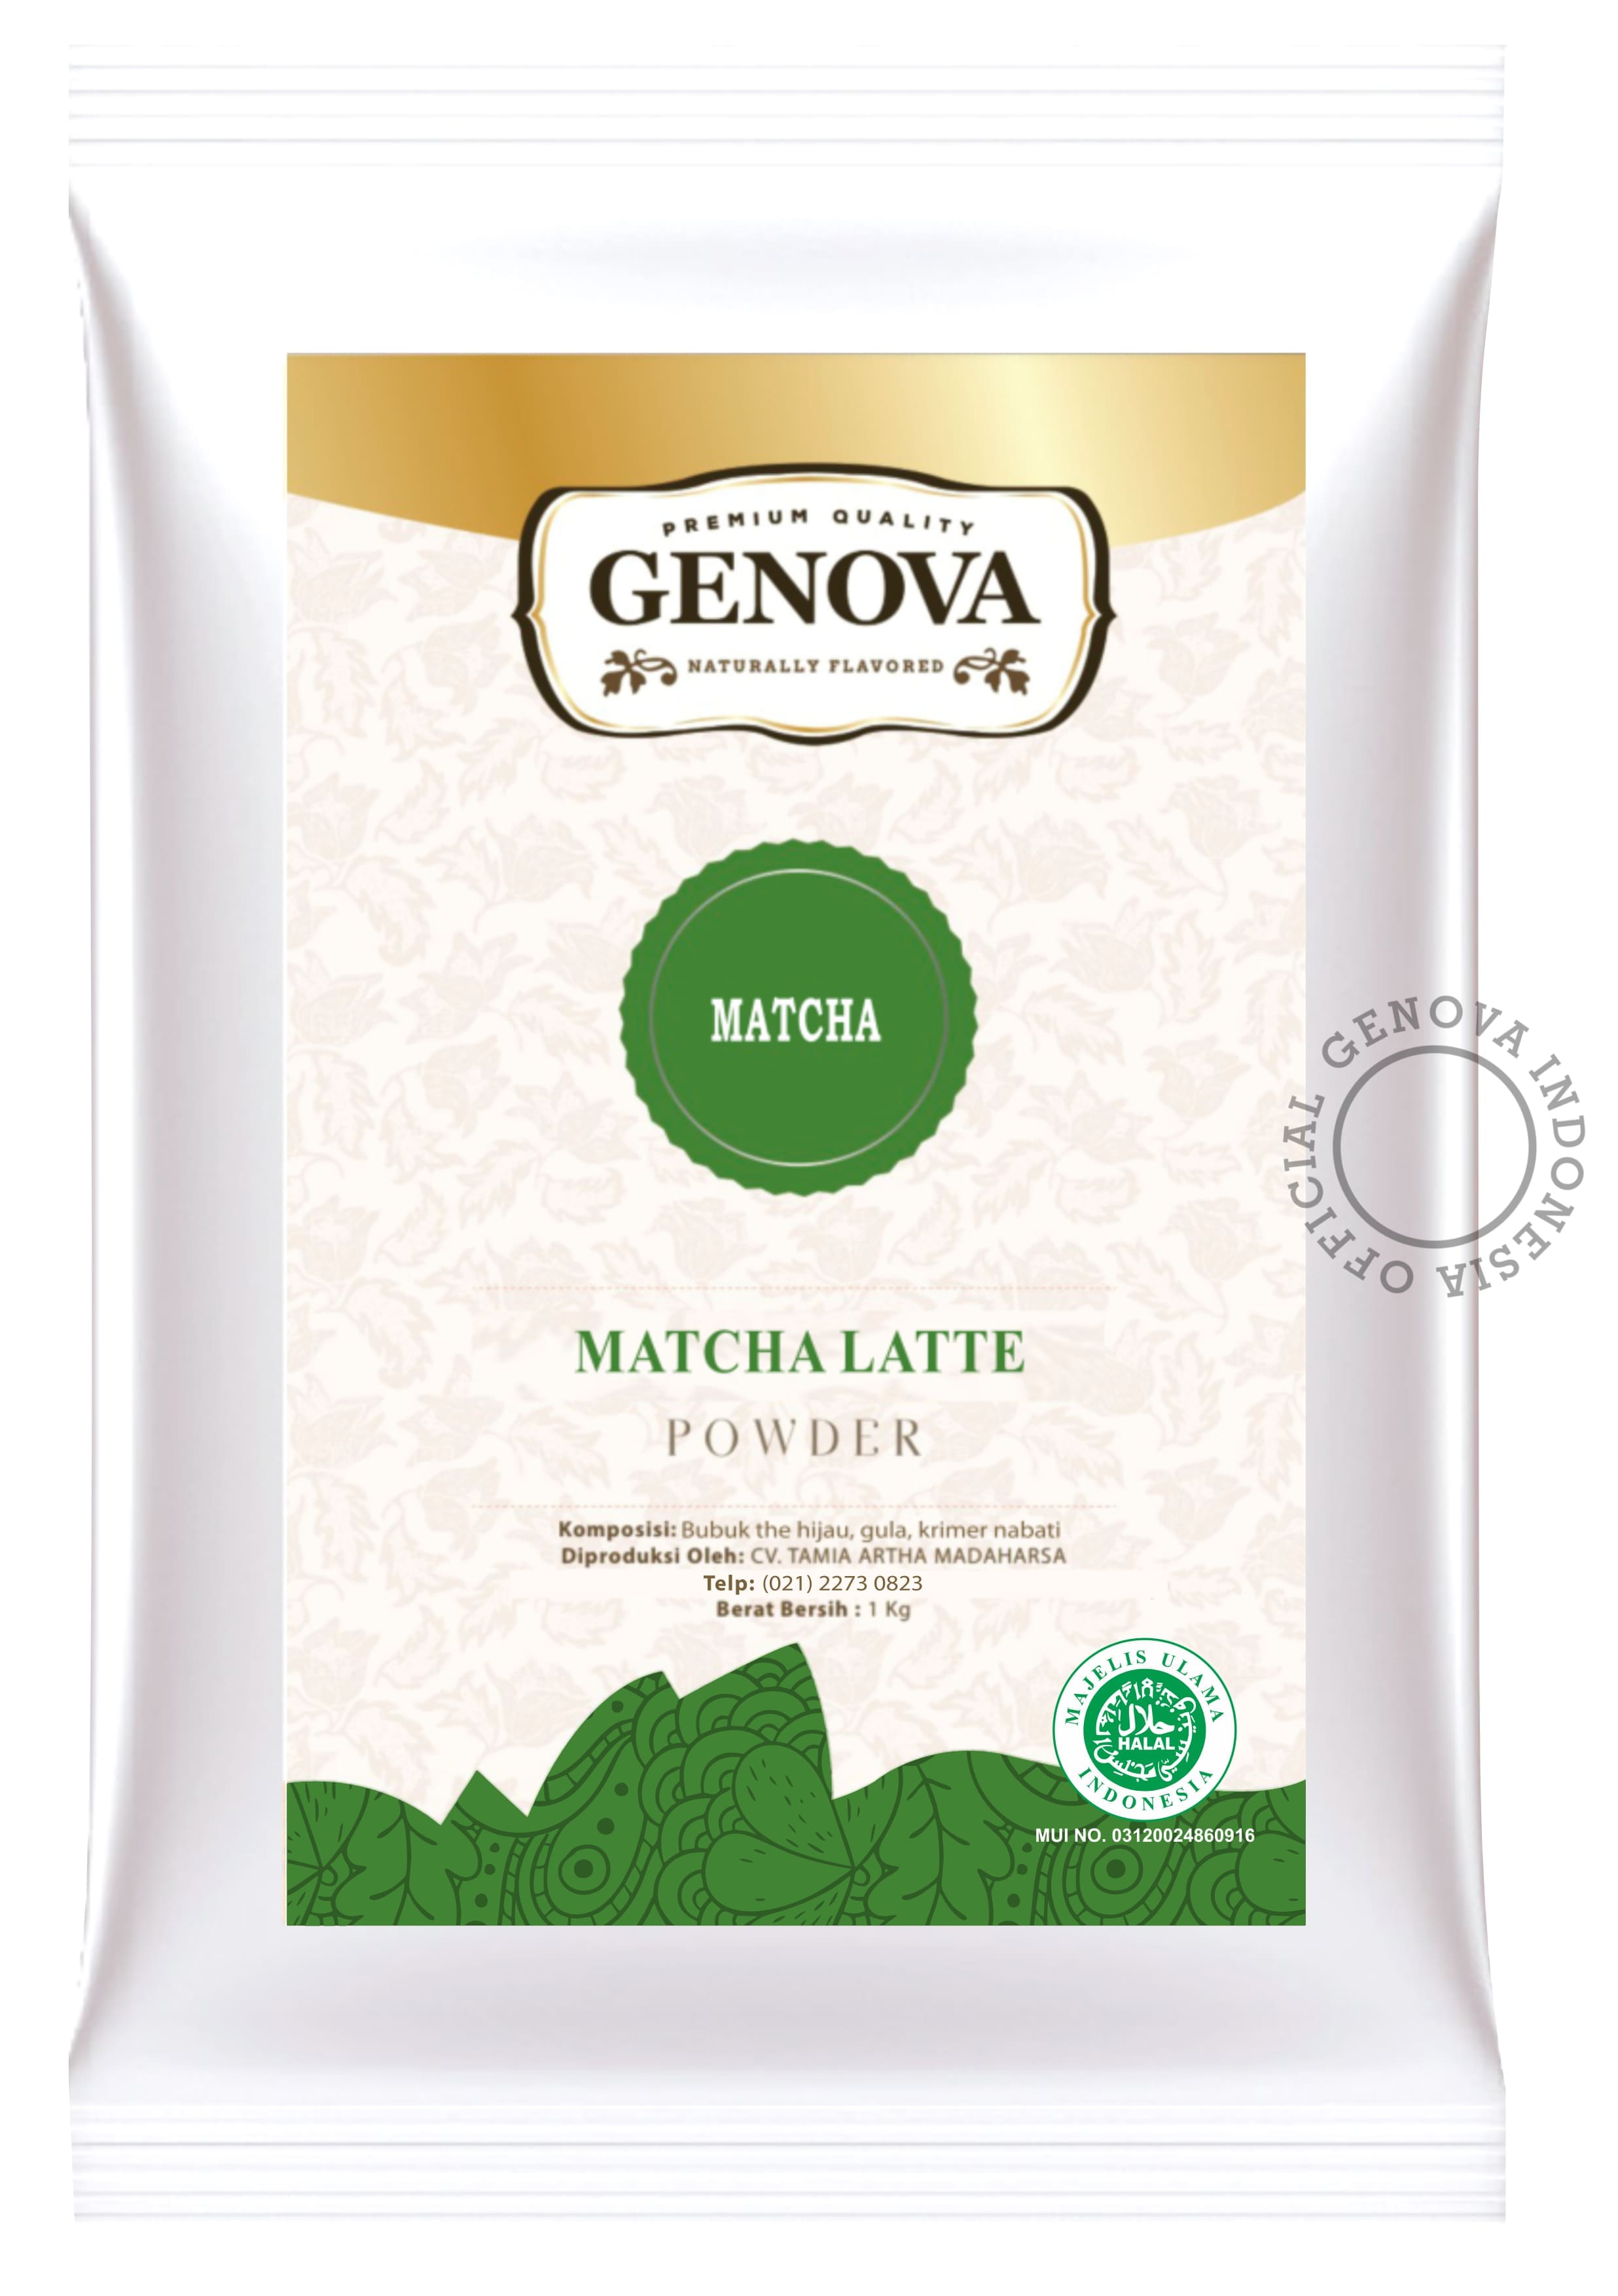 PREMIUM QUALITY
GENOVA
NATURALLY FLAVORED
MATCHA
GENOVA INDONESIA OFFICIAL
MATCHA LATTE
POWDER
Komposisi: Bubuk the hijau, gula, krimer nabati
Diproduksi Oleh: CV. TAMIA ARTHA MADAHARSA
Telp: (021) 2273 0823
Berat Bersih : 1 Kg
MAJELIS ULAMA
حلال
HALAL
INDONESIA
MUI NO. 03120024860916